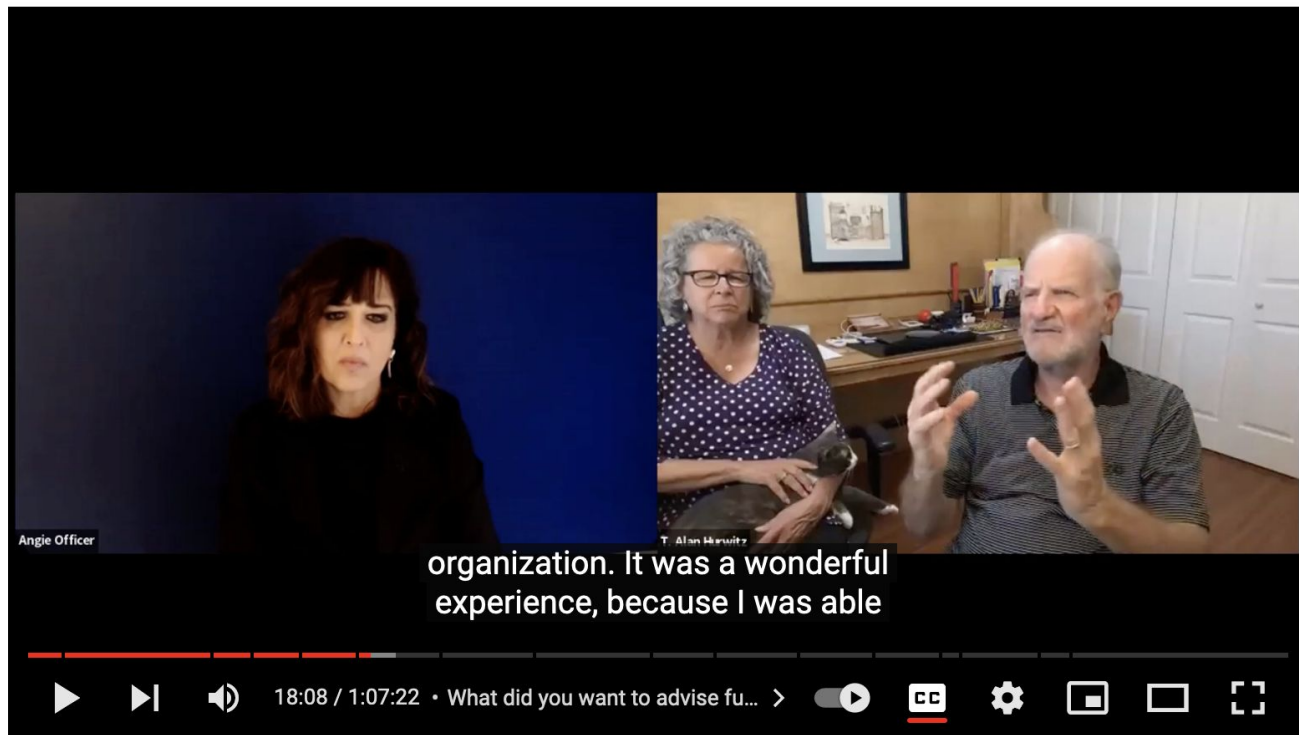 Angie Officer
T. Alan Hurwitz
organization. It was a wonderful
experience, because I was able
18:08 / 1:07:22 • What did you want to advise fu... >
CC